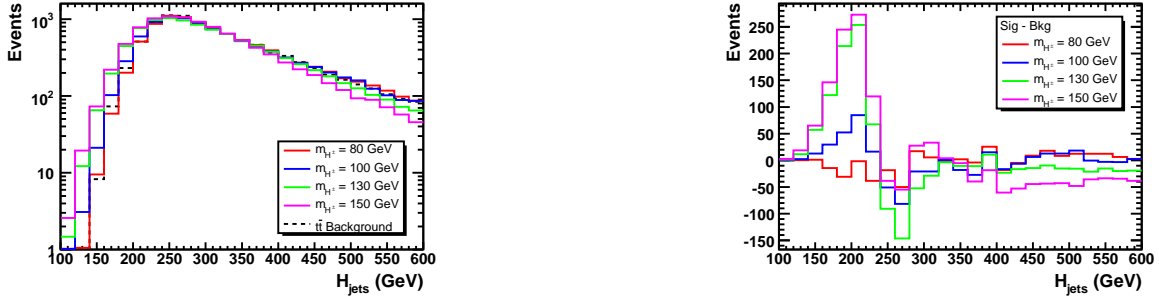 Events
10³
10²
10
1
m_H± = 80 GeV
m_H± = 100 GeV
m_H± = 130 GeV
m_H± = 150 GeV
tt̄ Background
100 150 200 250 300 350 400 450 500 550 600
H_jets (GeV)
Events
250
200
150
100
50
0
-50
-100
-150
Sig - Bkg
m_H± = 80 GeV
m_H± = 100 GeV
m_H± = 130 GeV
m_H± = 150 GeV
100 150 200 250 300 350 400 450 500 550 600
H_jets (GeV)